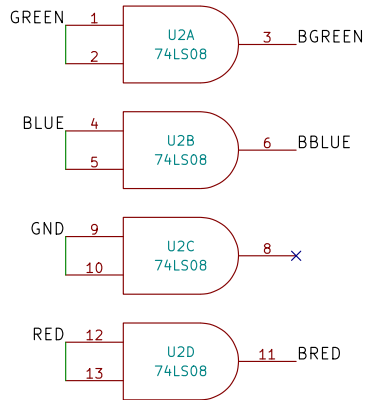 GREEN 1 U2A 3 BGREEN
2 74LS08
BLUE 4 U2B 6 BBLUE
5 74LS08
GND 9 U2C 8
10 74LS08
RED 12 U2D 11 BRED
13 74LS08